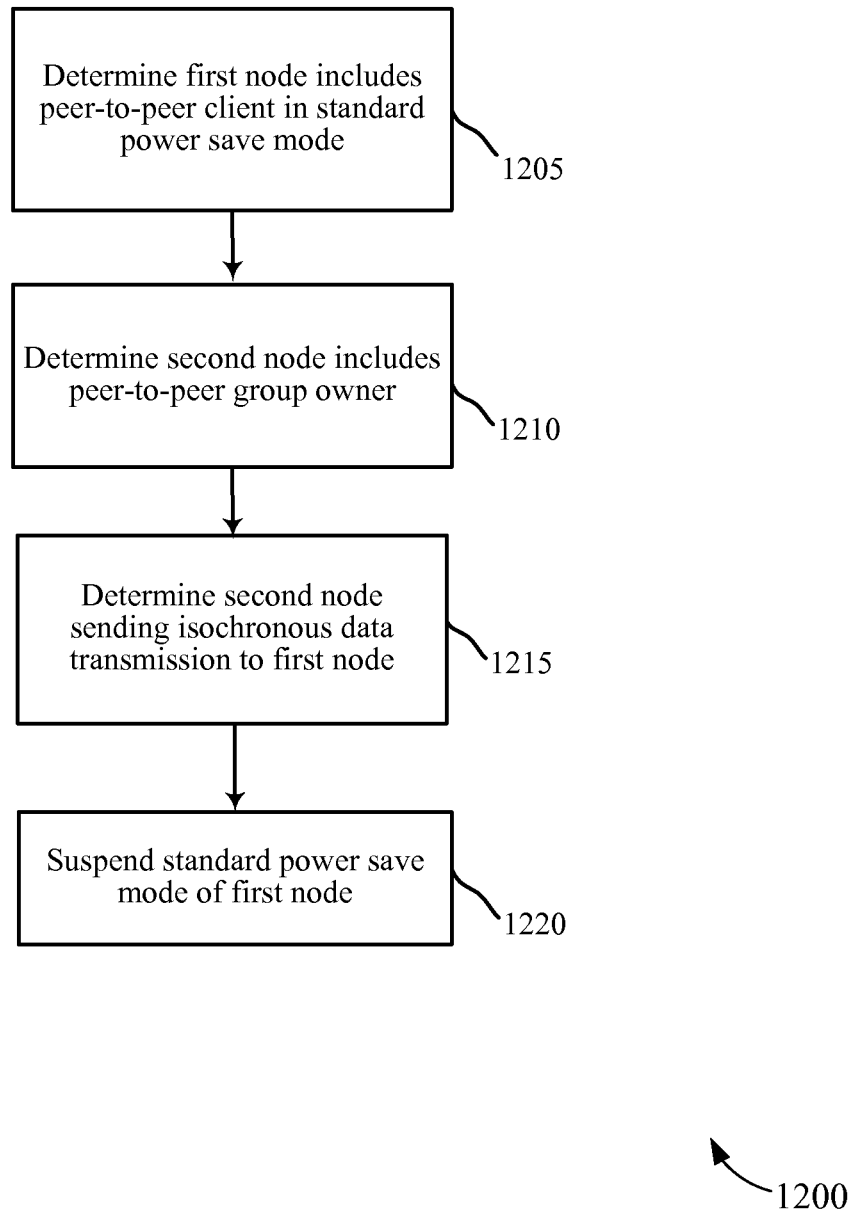 Determine first node includes
peer-to-peer client in standard
power save mode
1205
Determine second node includes
peer-to-peer group owner
1210
Determine second node
sending isochronous data
transmission to first node
1215
Suspend standard power save
mode of first node
1220
1200